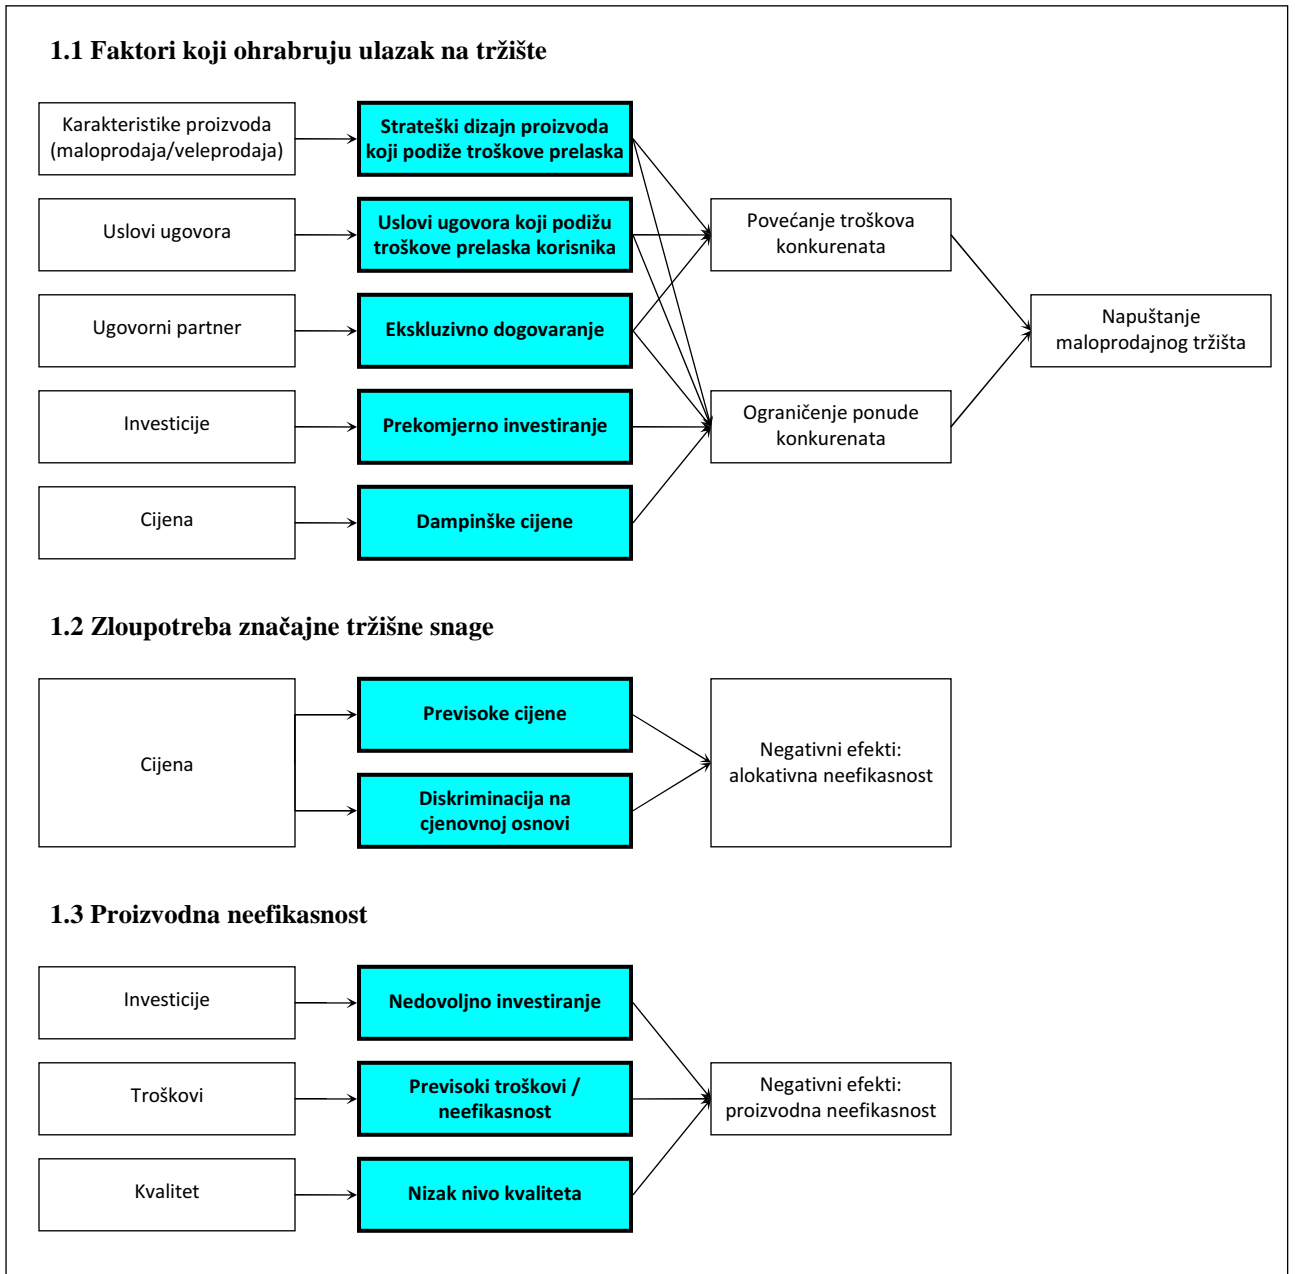 1.1 Faktori koji ohrabruju ulazak na tržište
Karakteristike proizvoda
(maloprodaja/veleprodaja)
Strateški dizajn proizvoda
koji podiže troškove prelaska
Uslovi ugovora
Uslovi ugovora koji podižu
troškove prelaska korisnika
Povećanje troškova
konkurenata
Ugovorni partner
Ekskluzivno dogovaranje
Napuštanje
maloprodajnog tržišta
Investicije
Prekomjerno investiranje
Ograničenje ponude
konkurenata
Cijena
Dampinške cijene
1.2 Zloupotreba značajne tržišne snage
Cijena
Previsoke cijene
Diskriminacija na
cjenovnoj osnovi
Negativni efekti:
alokativna neefikasnost
1.3 Proizvodna neefikasnost
Investicije
Nedovoljno investiranje
Troškovi
Previsoki troškovi /
neefikasnost
Negativni efekti:
proizvodna neefikasnost
Kvalitet
Nizak nivo kvaliteta